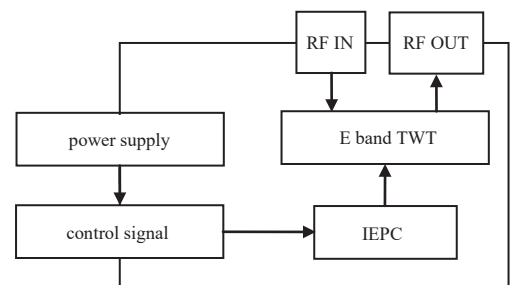 RF IN
RF OUT
power supply
E band TWT
control signal
IEPC